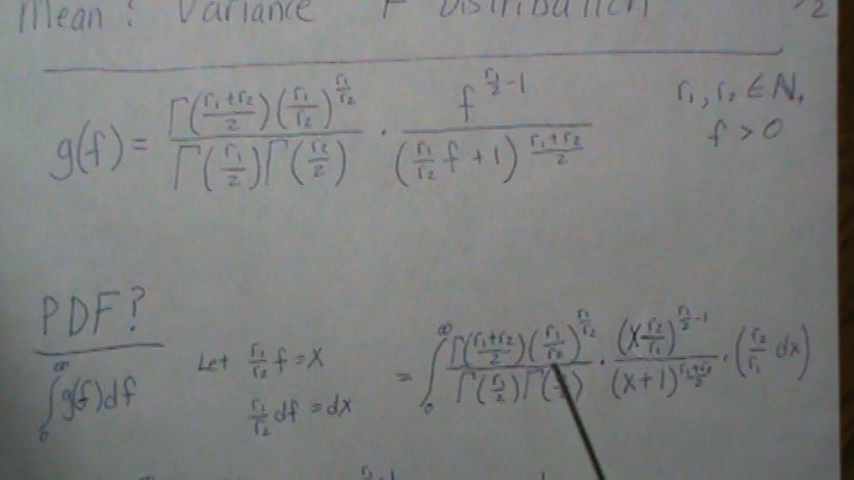 Mean? Variance F Distribution
g(f) = Γ((r₁+r₂)/2)(r₁/r₂)^(r₁/r₂) / Γ(r₁/2)Γ(r₂/2) · f^(r₁/2 -1) / (r₁/r₂ f + 1)^((r₁+r₂)/2) r₁, r₂ ∈ N₊
f > 0
PDF?
∫₀^∞ g(f)df
Let r₁/r₂ f = x
r₁/r₂ df = dx
= ∫₀^∞ Γ((r₁+r₂)/2)(r₁/r₂)^(r₁/r₂) / Γ(r₁/2)Γ(r₂/2) · (x r₂/r₁)^(r₁/2 -1) / (x+1)^((r₁+r₂)/2) · (r₂/r₁ dx)